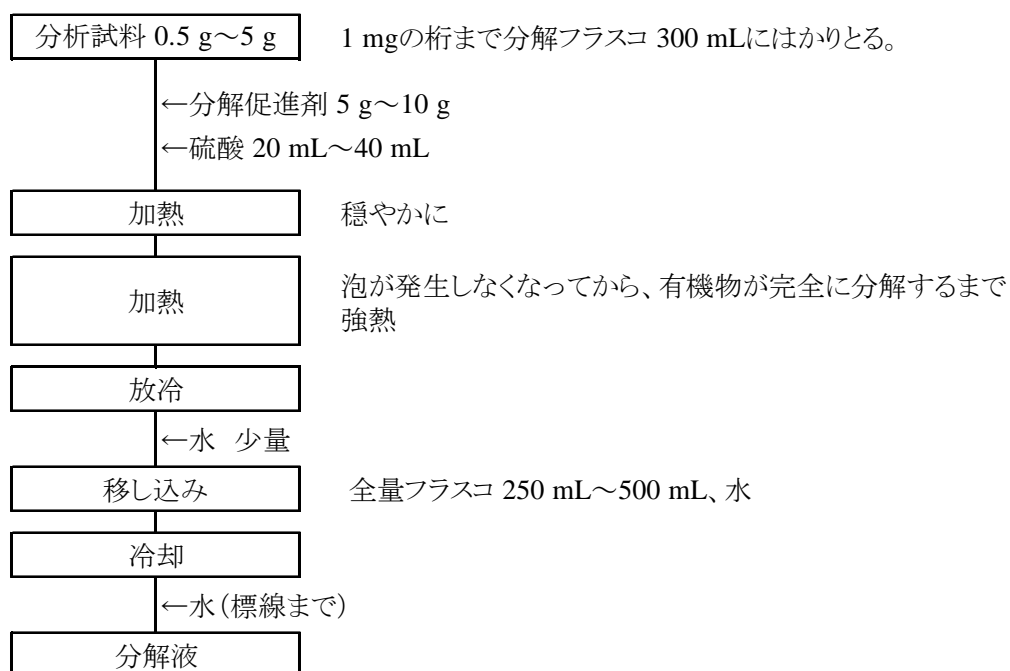 分析試料 0.5 g～5 g
1 mgの桁まで分解フラスコ 300 mLにはかりとる。
←分解促進剤 5 g～10 g
←硫酸 20 mL～40 mL
加熱
穏やかに
加熱
泡が発生しなくなってから、有機物が完全に分解するまで
強熱
放冷
←水 少量
移し込み
全量フラスコ 250 mL～500 mL、水
冷却
←水(標線まで)
分解液